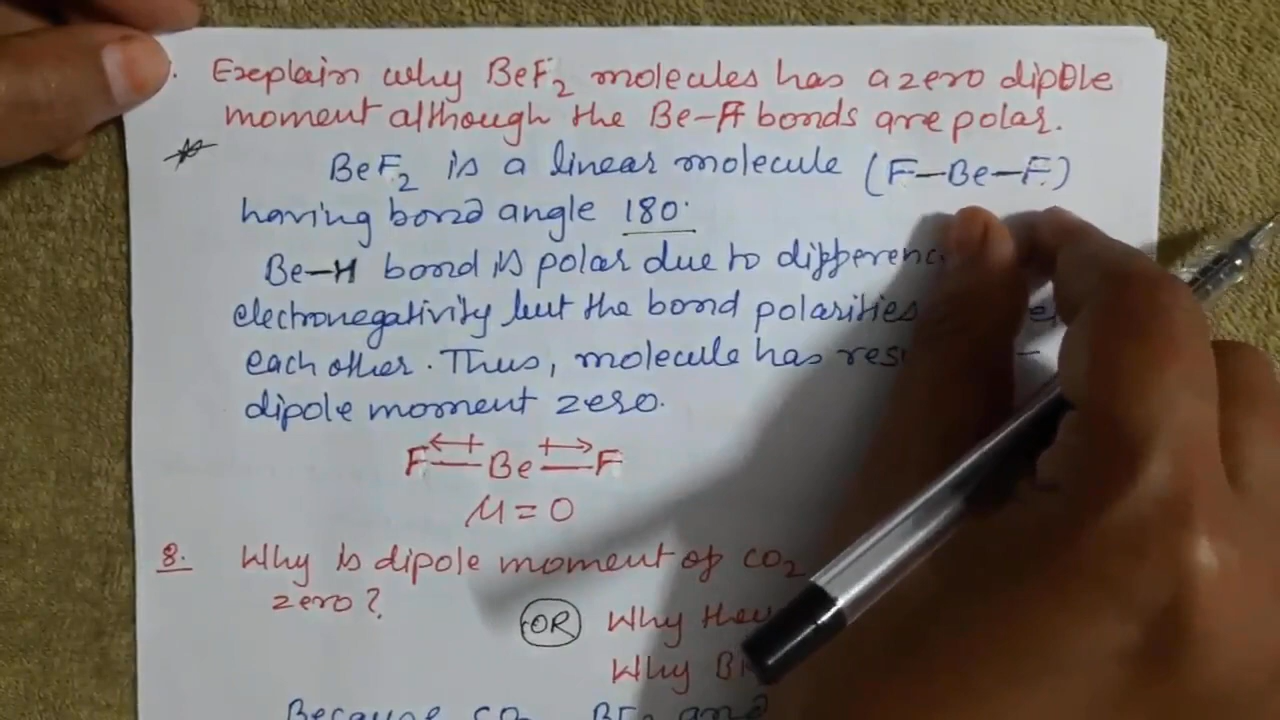 Explain why BeF2 molecules has a zero dipole
moment although the Be-F bonds are polar.
BeF2 is a linear molecule (F-Be-F)
having bond angle 180.
Be-H bond is polar due to differenc
electronegativity but the bond polarities
each other. Thus, molecule has res
dipole moment zero.
F Be F
μ = 0
8. Why is dipole moment of CO2
zero?
OR Why
Why
Because CO2 and